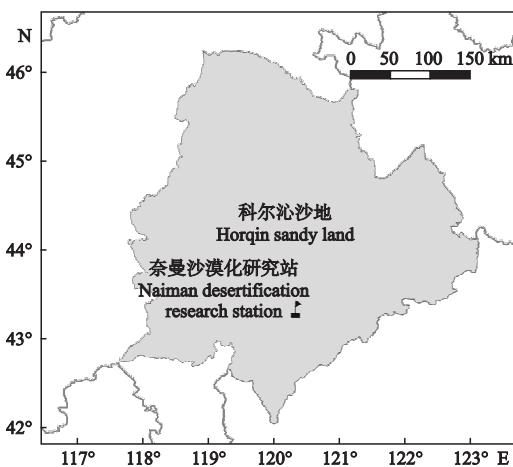 N
0 50 100 150 km
46°
45°
科尔沁沙地
Horqin sandy land
44°
奈曼沙漠化研究站
Naiman desertification
research station
43°
42°
117° 118° 119° 120° 121° 122° 123° E